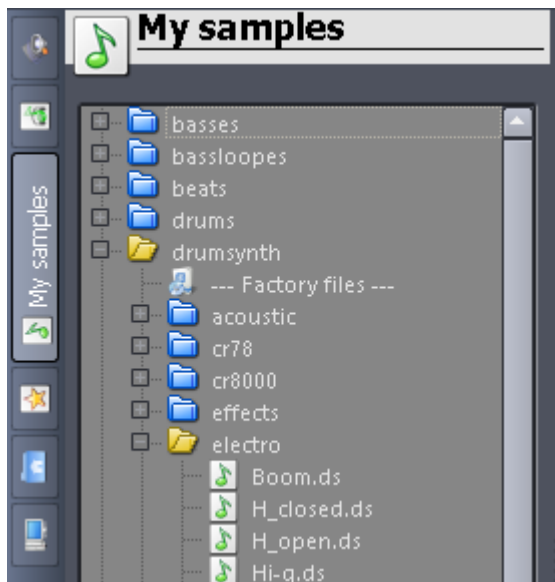 My samples
My samples
basses
bassloopes
beats
drums
drumsynth
--- Factory files ---
acoustic
cr78
cr8000
effects
electro
Boom.ds
H_closed.ds
H_open.ds
Hi-q.ds